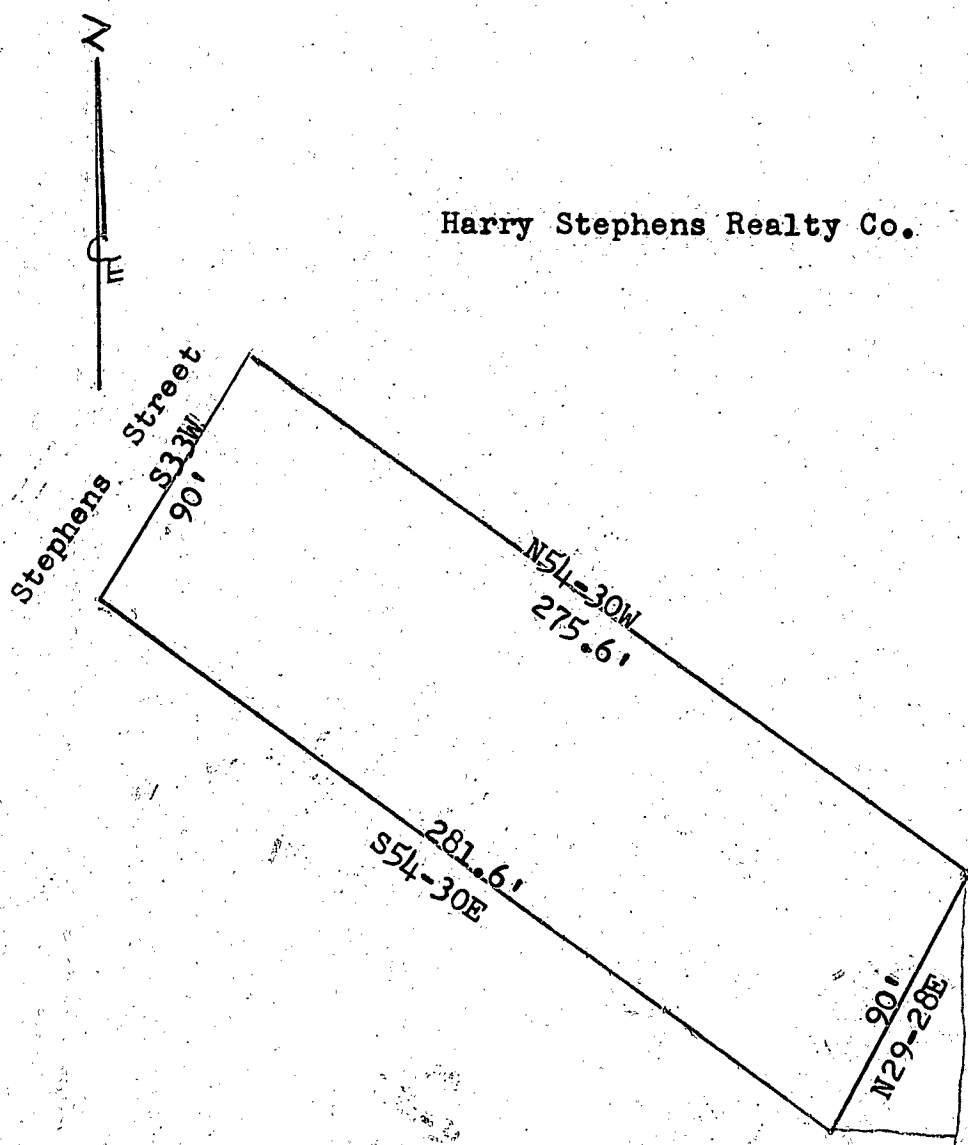 N
Harry Stephens Realty Co.
Stephens Street
S33W
90'
N54-30W
275.6'
281.6'
S54-30E
90'
N29-28E